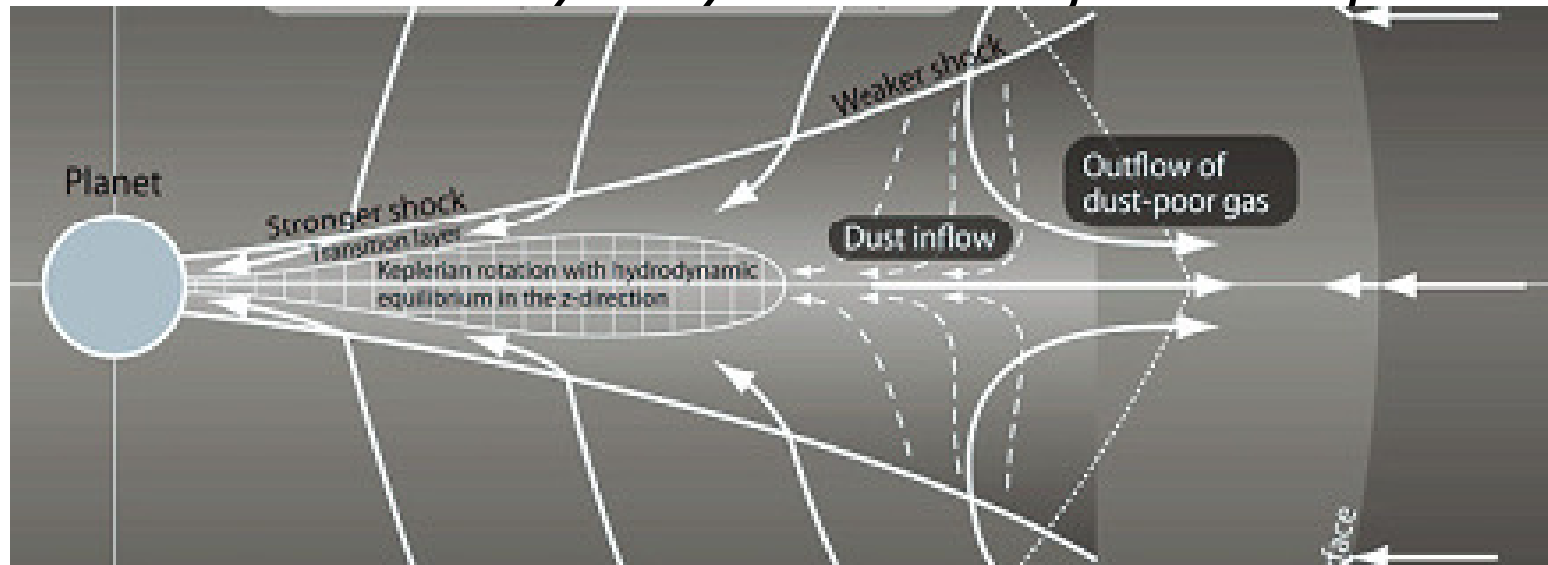 Planet
Weaker shock
Stronger shock
Transition layer
Keplerian rotation with hydrodynamic
equilibrium in the z-direction
Dust inflow
Outflow of
dust-poor gas
face